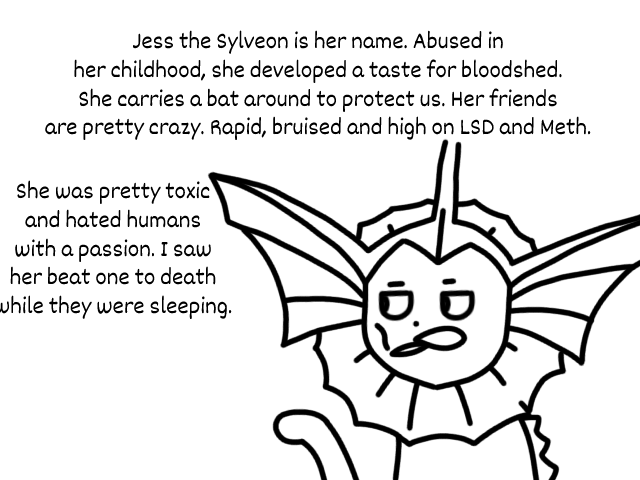 Jess the Sylveon is her name. Abused in
her childhood, she developed a taste for bloodshed.
She carries a bat around to protect us. Her friends
are pretty crazy. Rapid, bruised and high on LSD and Meth.
She was pretty toxic
and hated humans
with a passion. I saw
her beat one to death
while they were sleeping.